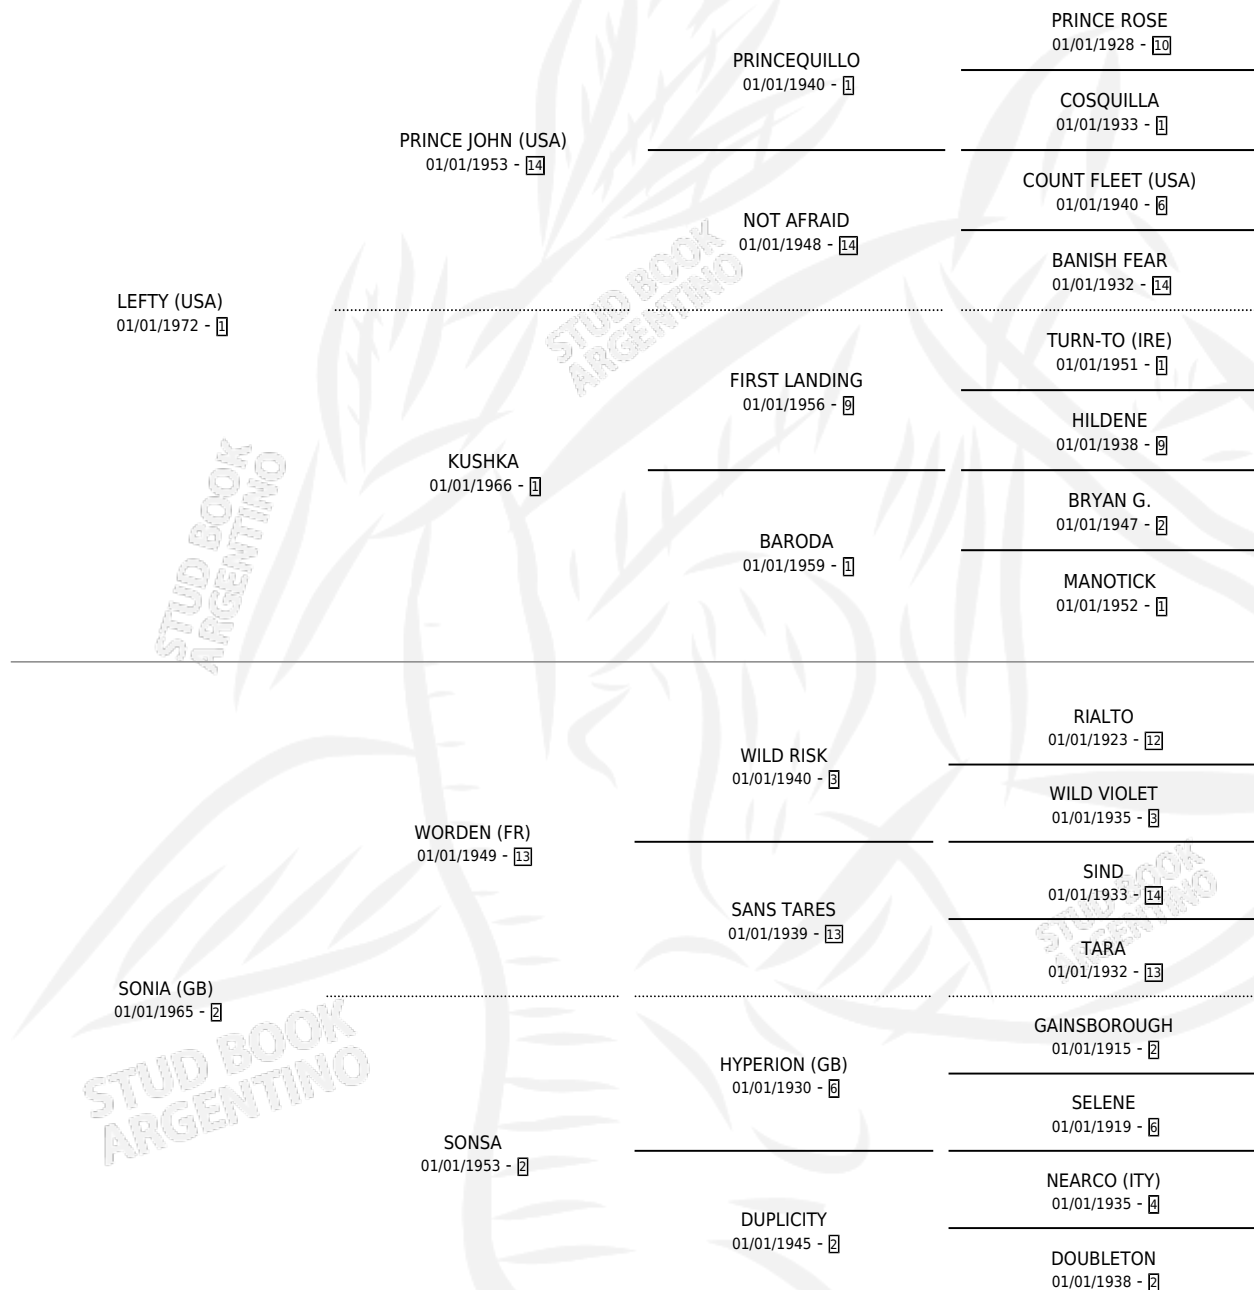 PRINCE ROSE
01/01/1928 - 10
PRINCEQUILLO
01/01/1940 - 1
COSQUILLA
01/01/1933 - 1
PRINCE JOHN (USA)
01/01/1953 - 14
COUNT FLEET (USA)
01/01/1940 - 6
NOT AFRAID
01/01/1948 - 14
BANISH FEAR
01/01/1932 - 14
STUD BOOK
ARGENTINO
LEFTY (USA)
01/01/1972 - 1
TURN-TO (IRE)
01/01/1951 - 1
FIRST LANDING
01/01/1956 - 9
HILDENE
01/01/1938 - 9
KUSHKA
01/01/1966 - 1
BRYAN G.
01/01/1947 - 2
BARODA
01/01/1959 - 1
MANOTICK
01/01/1952 - 1
STUD BOOK
ARGENTINO
RIALTO
01/01/1923 - 12
WILD RISK
01/01/1940 - 3
WILD VIOLET
01/01/1935 - 3
WORDEN (FR)
01/01/1949 - 13
SIND
01/01/1933 - 14
SANS TARES
01/01/1939 - 13
TARA
01/01/1932 - 13
STUD BOOK
ARGENTINO
SONIA (GB)
01/01/1965 - 2
GAINSBOROUGH
01/01/1915 - 2
HYPERION (GB)
01/01/1930 - 6
SELENE
01/01/1919 - 6
STUD BOOK
ARGENTINO
SONSA
01/01/1953 - 2
NEARCO (ITY)
01/01/1935 - 4
DUPLICITY
01/01/1945 - 2
DOUBLETON
01/01/1938 - 2